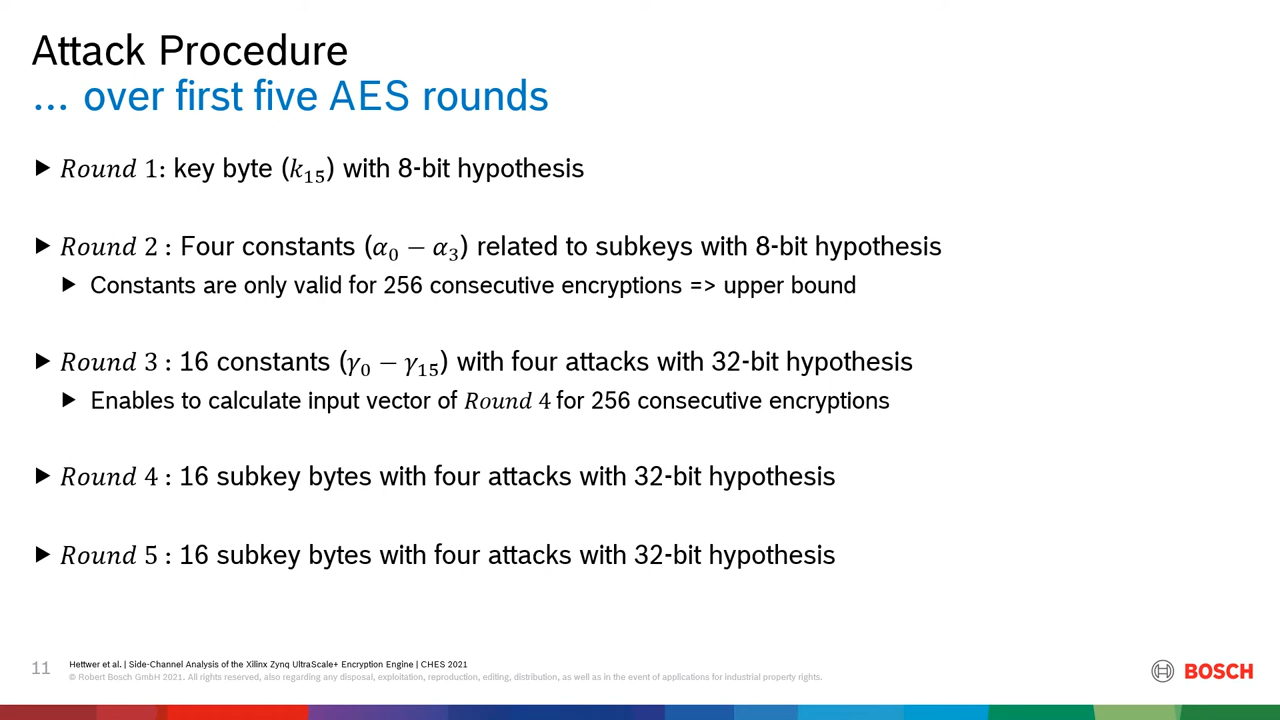 Attack Procedure
... over first five AES rounds
▶ Round 1: key byte (k₁₅) with 8-bit hypothesis
▶ Round 2 : Four constants (α₀ − α₃) related to subkeys with 8-bit hypothesis
▶ Constants are only valid for 256 consecutive encryptions => upper bound
▶ Round 3 : 16 constants (γ₀ − γ₁₅) with four attacks with 32-bit hypothesis
▶ Enables to calculate input vector of Round 4 for 256 consecutive encryptions
▶ Round 4 : 16 subkey bytes with four attacks with 32-bit hypothesis
▶ Round 5 : 16 subkey bytes with four attacks with 32-bit hypothesis
11
Hettwer et al. | Side-Channel Analysis of the Xilinx Zynq UltraScale+ Encryption Engine | CHES 2021
© Robert Bosch GmbH 2021. All rights reserved, also regarding any disposal, exploitation, reproduction, editing, distribution, as well as in the event of applications for industrial property rights.
BOSCH